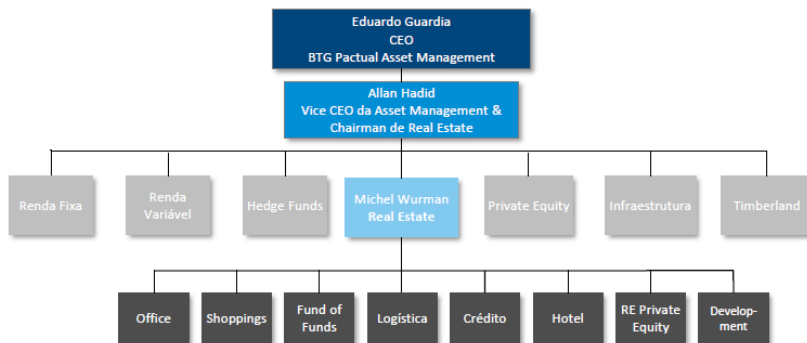 Eduardo Guardia
CEO
BTG Pactual Asset Management
Allan Hadid
Vice CEO da Asset Management &
Chairman de Real Estate
Renda Fixa
Renda
Variável
Hedge Funds
Michel Wurman
Real Estate
Private Equity
Infraestrutura
Timberland
Office
Shoppings
Fund of
Funds
Logística
Crédito
Hotel
RE Private
Equity
Develop-
ment